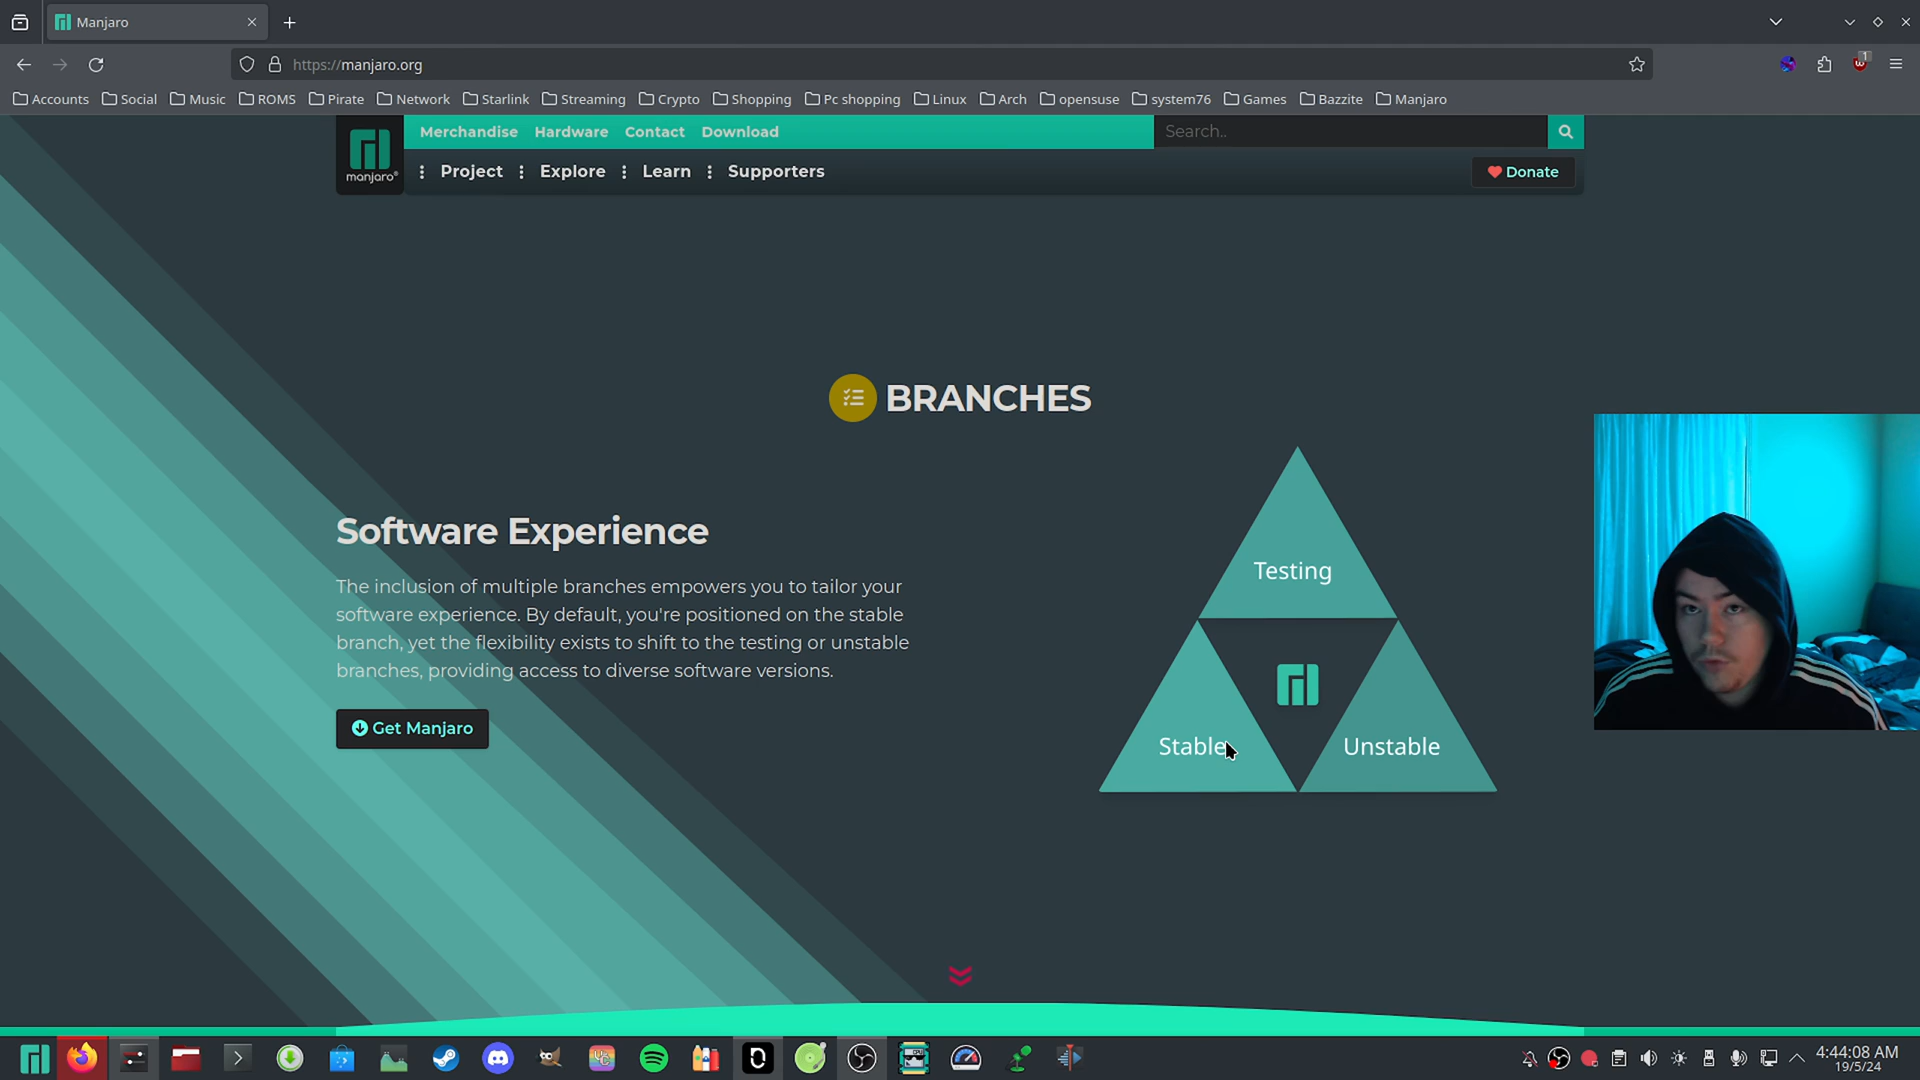 Manjaro
https://manjaro.org
1
Accounts Social Music ROMS Pirate Network Starlink Streaming Crypto Shopping Pc shopping Linux Arch opensuse system76 Games Bazzite Manjaro
Merchandise Hardware Contact Download Search..
manjaro®
Project Explore Learn Supporters Donate
BRANCHES
Software Experience
The inclusion of multiple branches empowers you to tailor your
software experience. By default, you're positioned on the stable
branch, yet the flexibility exists to shift to the testing or unstable
branches, providing access to diverse software versions.
Get Manjaro
Testing
Stable
Unstable
4:44:08 AM
19/5/24